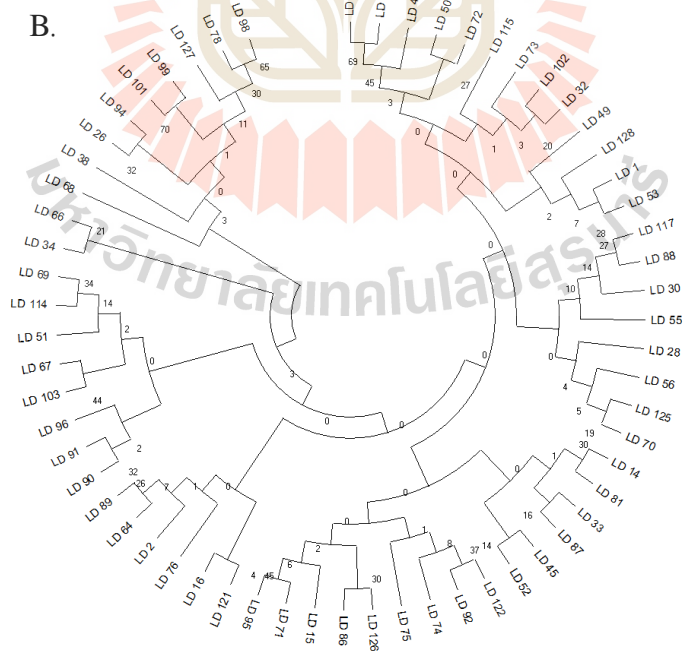 B.
LD 98
LD 78
LD 127
LD 99
LD 101
LD 94
LD 26
LD 38
LD 68
LD 66
LD 34
LD 69
LD 114
LD 51
LD 67
LD 103
LD 96
LD 91
LD 90
LD 89
LD 64
LD 2
LD 76
LD 16
LD 121
LD 95
LD 71
LD 15
LD 86
LD 126
LD 75
LD 74
LD 92
LD 122
LD 52
LD 45
LD 87
LD 33
LD 81
LD 14
LD 70
LD 125
LD 56
LD 28
LD 55
LD 30
LD 88
LD 117
LD 53
LD 1
LD 128
LD 49
LD 32
LD 102
LD 73
LD 115
LD 72
LD 50
LD
LD
65
30
11
70
1
32
0
3
21
34
14
2
0
44
2
32
26
7
1
0
3
0
0
69
45
3
27
0
1
3
20
0
2
7
28
27
14
10
0
4
5
0
0
19
30
1
0
16
14
37
8
1
0
2
30
6
45
4
มหาวิทยาลัยเทคโนโลยีสุรนารี